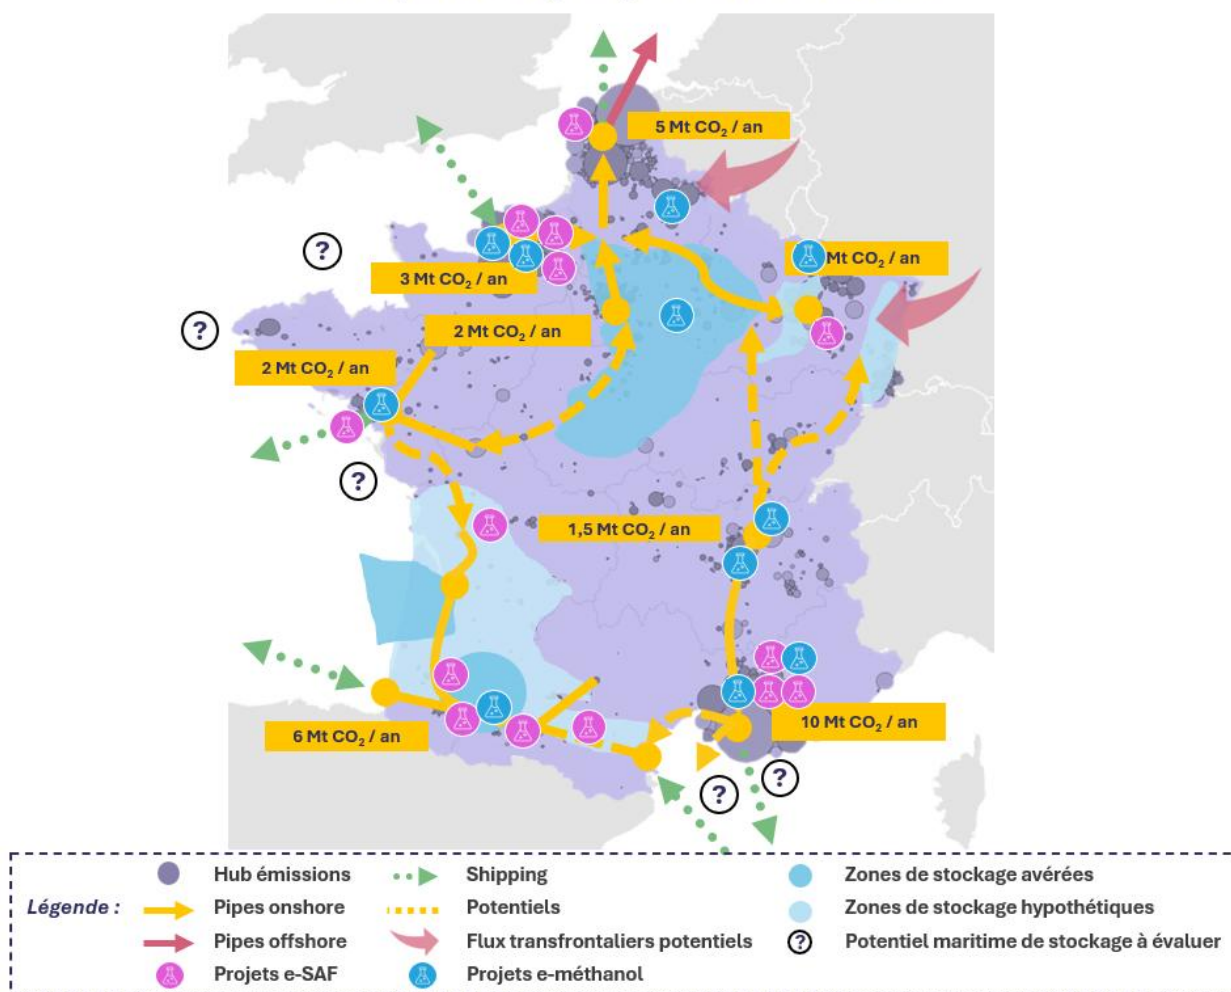 5 Mt CO₂ / an
?
Mt CO₂ / an
3 Mt CO₂ / an
?
2 Mt CO₂ / an
2 Mt CO₂ / an
?
1,5 Mt CO₂ / an
10 Mt CO₂ / an
6 Mt CO₂ / an
?
?
Légende :
Hub émissions
Shipping
Zones de stockage avérées
Pipes onshore
Potentiels
Zones de stockage hypothétiques
Pipes offshore
Flux transfrontaliers potentiels
? Potentiel maritime de stockage à évaluer
Projets e-SAF
Projets e-méthanol